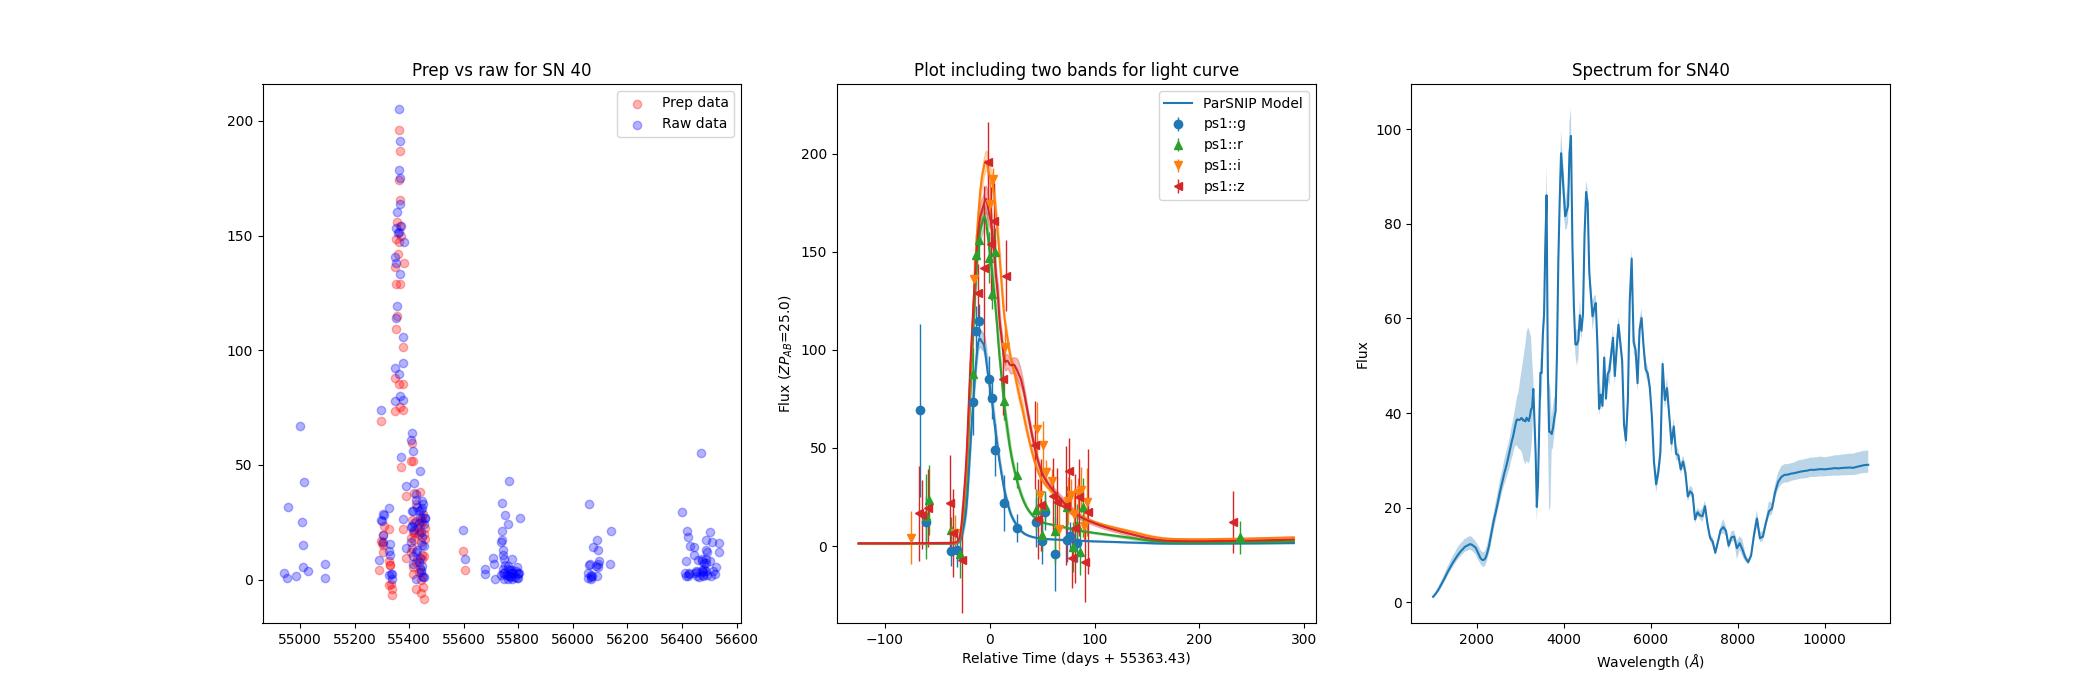 Prep vs raw for SN 40
Prep data
Raw data
200
150
100
50
0
55000 55200 55400 55600 55800 56000 56200 56400 56600
Plot including two bands for light curve
ParSNIP Model
ps1::g
ps1::r
ps1::i
ps1::z
Flux (ZP_AB=25.0)
200
150
100
50
0
−100 0 100 200 300
Relative Time (days + 55363.43)
Spectrum for SN40
Flux
100
80
60
40
20
0
2000 4000 6000 8000 10000
Wavelength (Å)